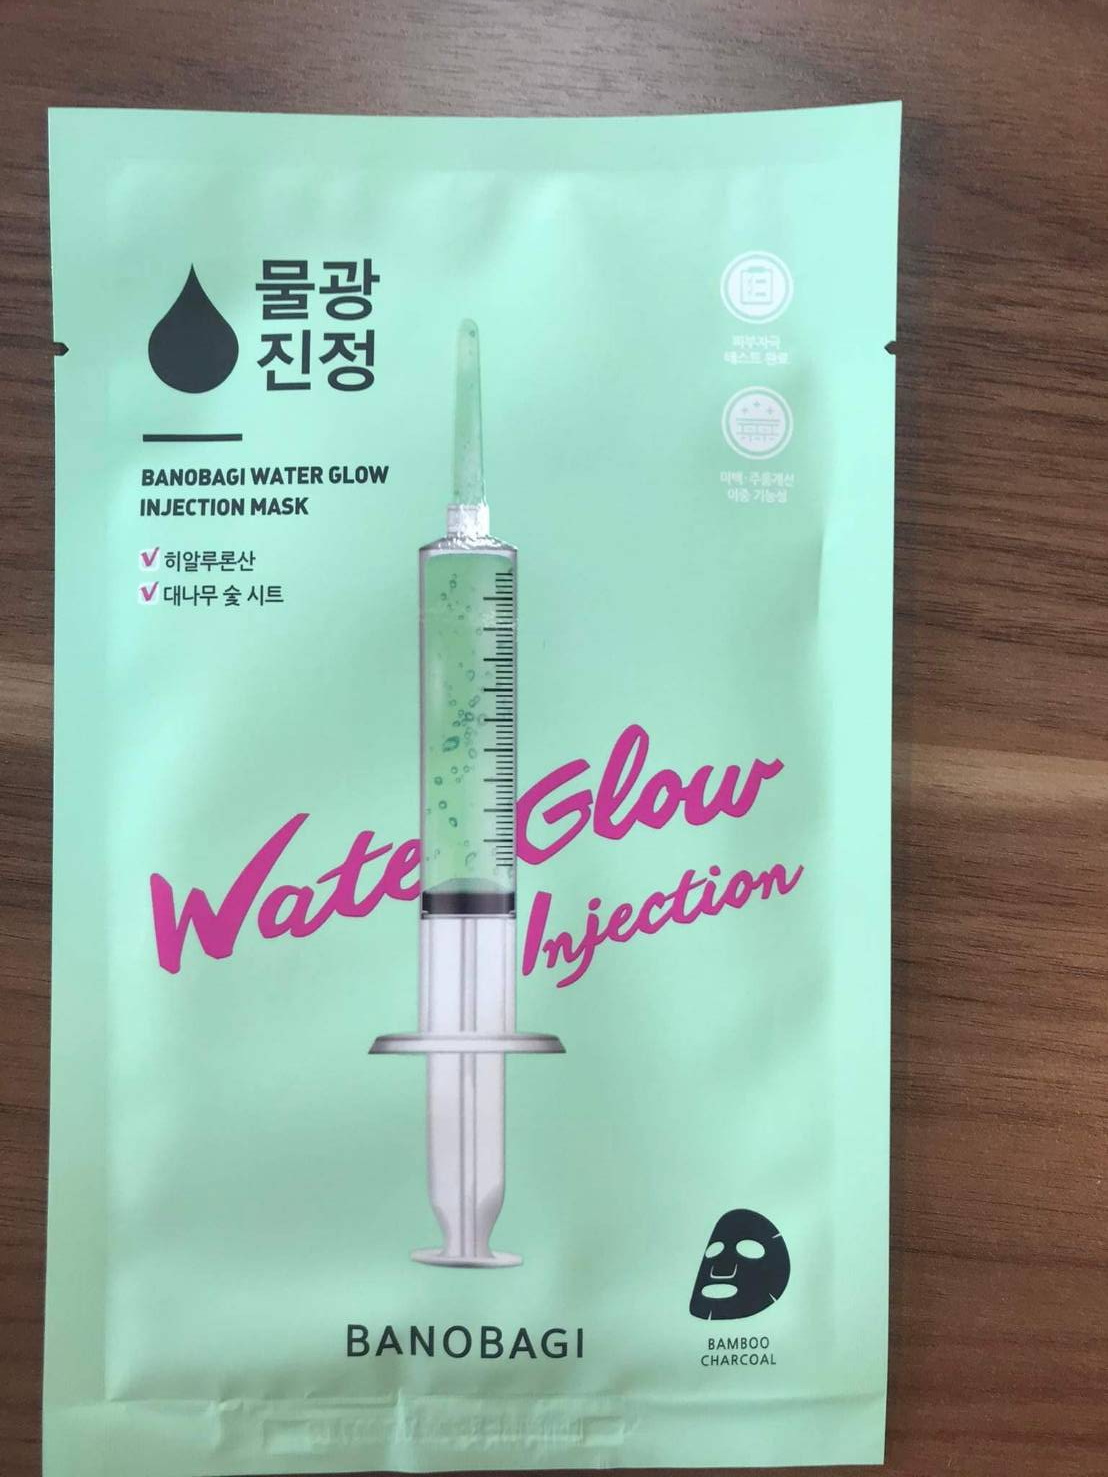 물광
진정
BANOBAGI WATER GLOW
INJECTION MASK
히알루론산
대나무 숯 시트
피부자극
테스트 완료
미백·주름개선
이중 기능성
Water Glow
Injection
BANOBAGI
BAMBOO
CHARCOAL